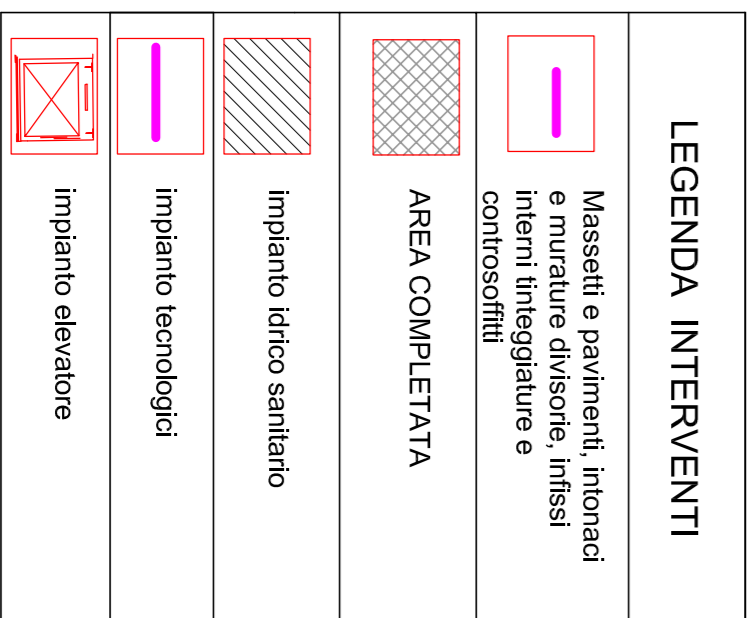 LEGENDA INTERVENTI
Massetti e pavimenti, intonaci
e murature divisorie, infissi
interni tinteggiature e
controsoffitti
AREA COMPLETATA
impianto idrico sanitario
impianto tecnologici
impianto elevatore